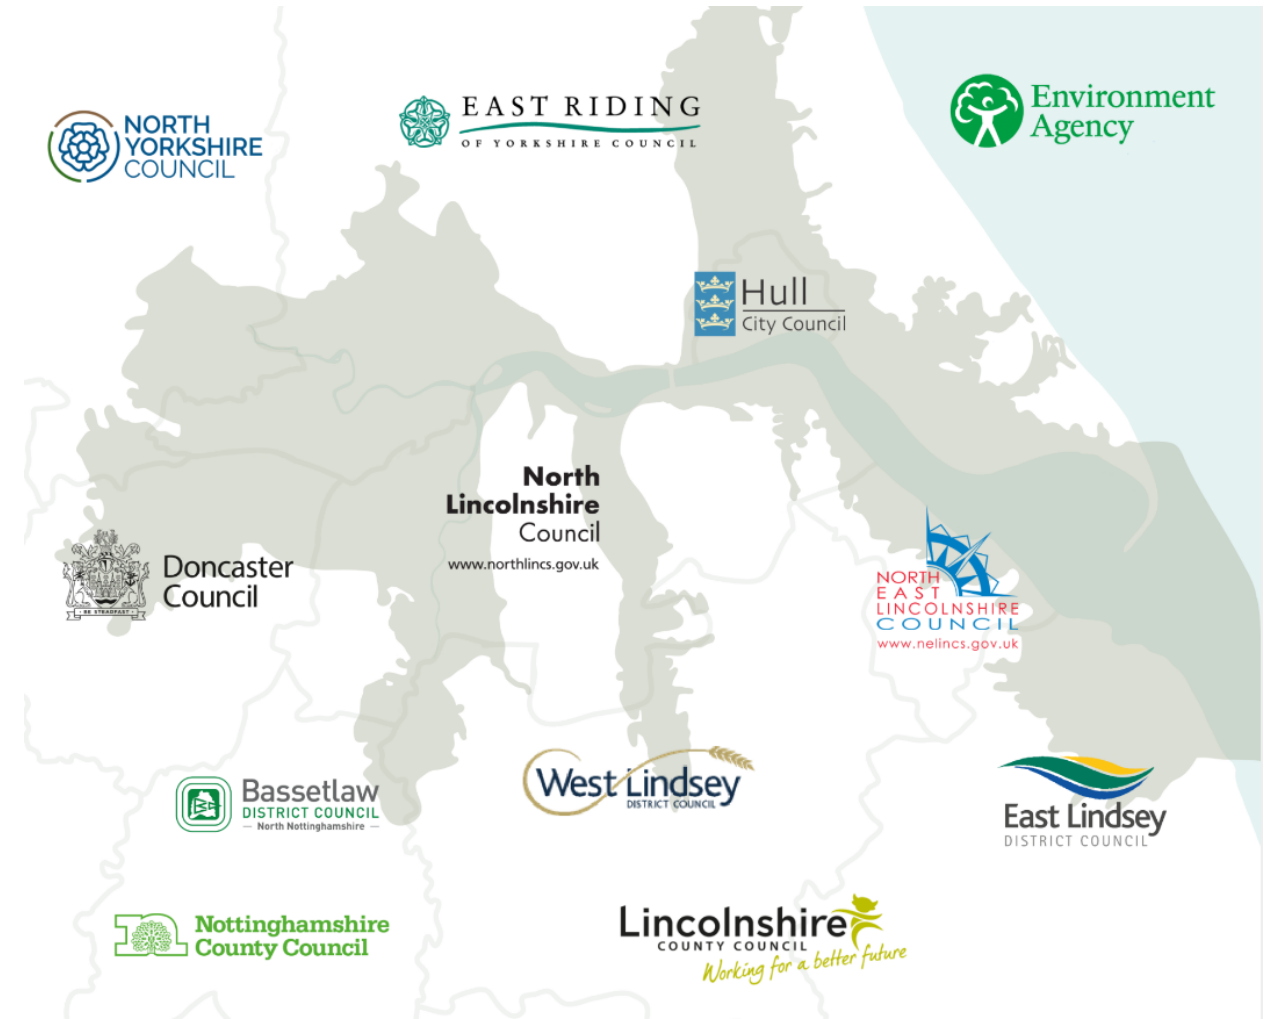 NORTH
YORKSHIRE
COUNCIL
EAST RIDING
OF YORKSHIRE COUNCIL
Environment
Agency
Hull
City Council
North
Lincolnshire
Council
www.northlincs.gov.uk
Doncaster
Council
BE STEADFAST
NORTH
EAST
LINCOLNSHIRE
COUNCIL
www.nelincs.gov.uk
Bassetlaw
DISTRICT COUNCIL
North Nottinghamshire
West Lindsey
DISTRICT COUNCIL
East Lindsey
DISTRICT COUNCIL
Nottinghamshire
County Council
Lincolnshire
COUNTY COUNCIL
Working for a better future